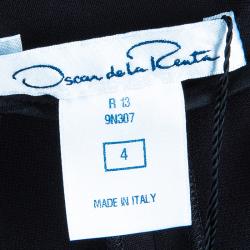 Oscar de la Renta
R 13
9N307
4
MADE IN ITALY